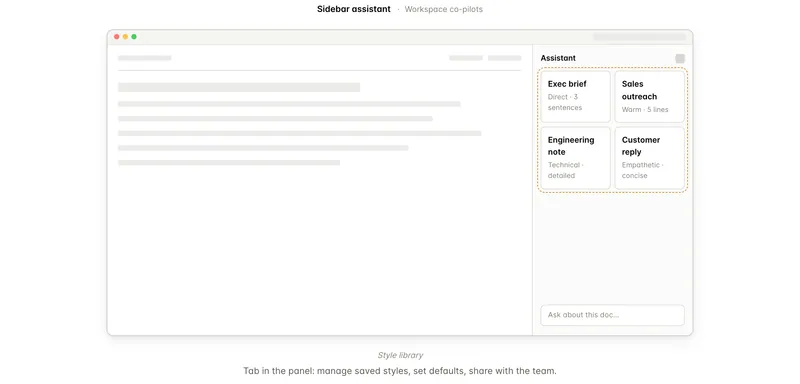 Sidebar assistant · Workspace co-pilots
Assistant
Exec brief
Direct · 3
sentences
Sales
outreach
Warm · 5 lines
Engineering
note
Technical ·
detailed
Customer
reply
Empathetic ·
concise
Ask about this doc...
Style library
Tab in the panel: manage saved styles, set defaults, share with the team.